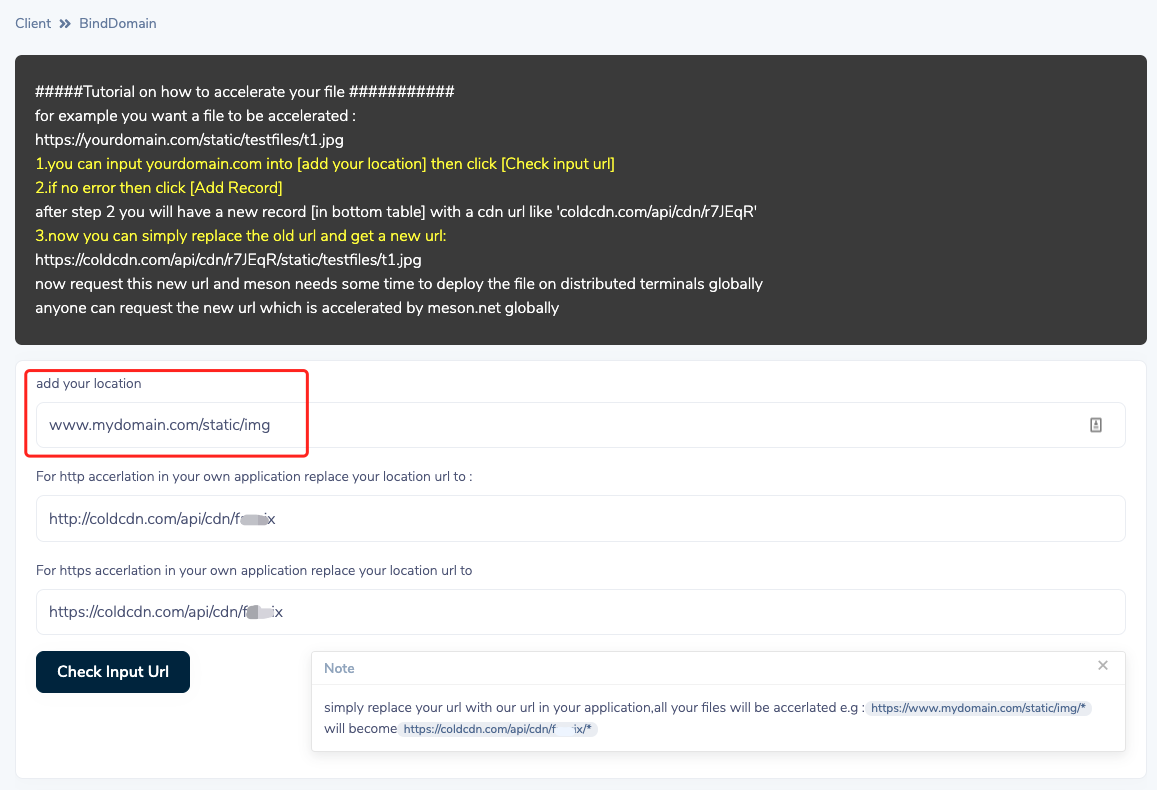 Client » BindDomain
#####Tutorial on how to accelerate your file ###########
for example you want a file to be accelerated :
https://yourdomain.com/static/testfiles/t1.jpg
1.you can input yourdomain.com into [add your location] then click [Check input url]
2.if no error then click [Add Record]
after step 2 you will have a new record [in bottom table] with a cdn url like 'coldcdn.com/api/cdn/r7JEqR'
3.now you can simply replace the old url and get a new url:
https://coldcdn.com/api/cdn/r7JEqR/static/testfiles/t1.jpg
now request this new url and meson needs some time to deploy the file on distributed terminals globally
anyone can request the new url which is accelerated by meson.net globally
add your location
www.mydomain.com/static/img
For http accerlation in your own application replace your location url to :
http://coldcdn.com/api/cdn/f ix
For https accerlation in your own application replace your location url to
https://coldcdn.com/api/cdn/f ix
Check Input Url
Note
simply replace your url with our url in your application,all your files will be accerlated e.g : https://www.mydomain.com/static/img/*
will become https://coldcdn.com/api/cdn/f ix/*